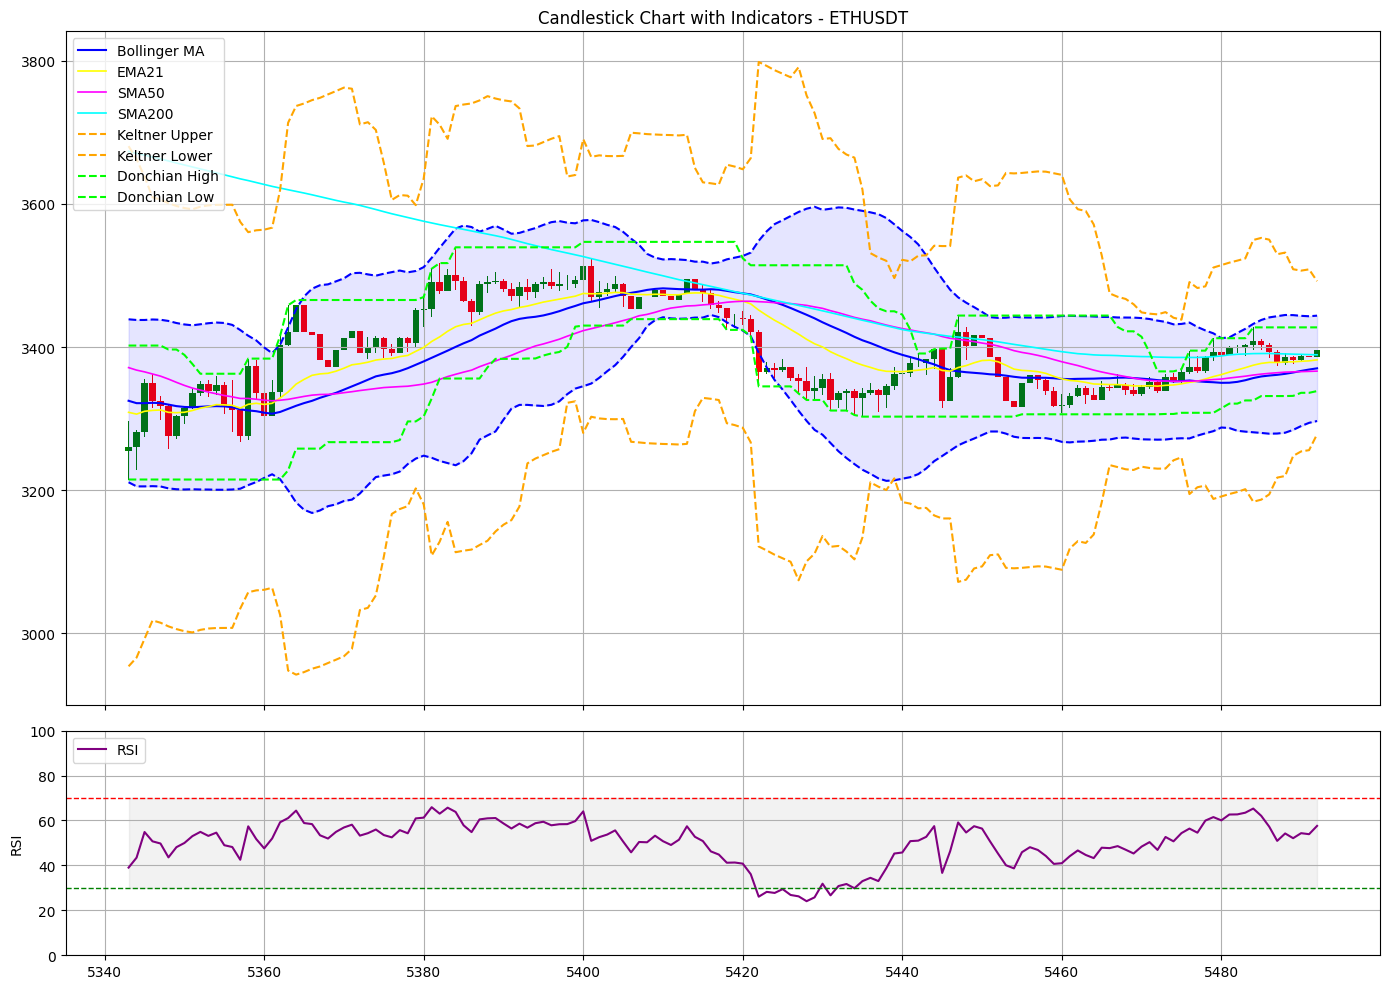 Candlestick Chart with Indicators - ETHUSDT
Bollinger MA
EMA21
SMA50
SMA200
Keltner Upper
Keltner Lower
Donchian High
Donchian Low
3800
3600
3400
3200
3000
RSI
100
80
60
40
20
0
RSI
5340 5360 5380 5400 5420 5440 5460 5480